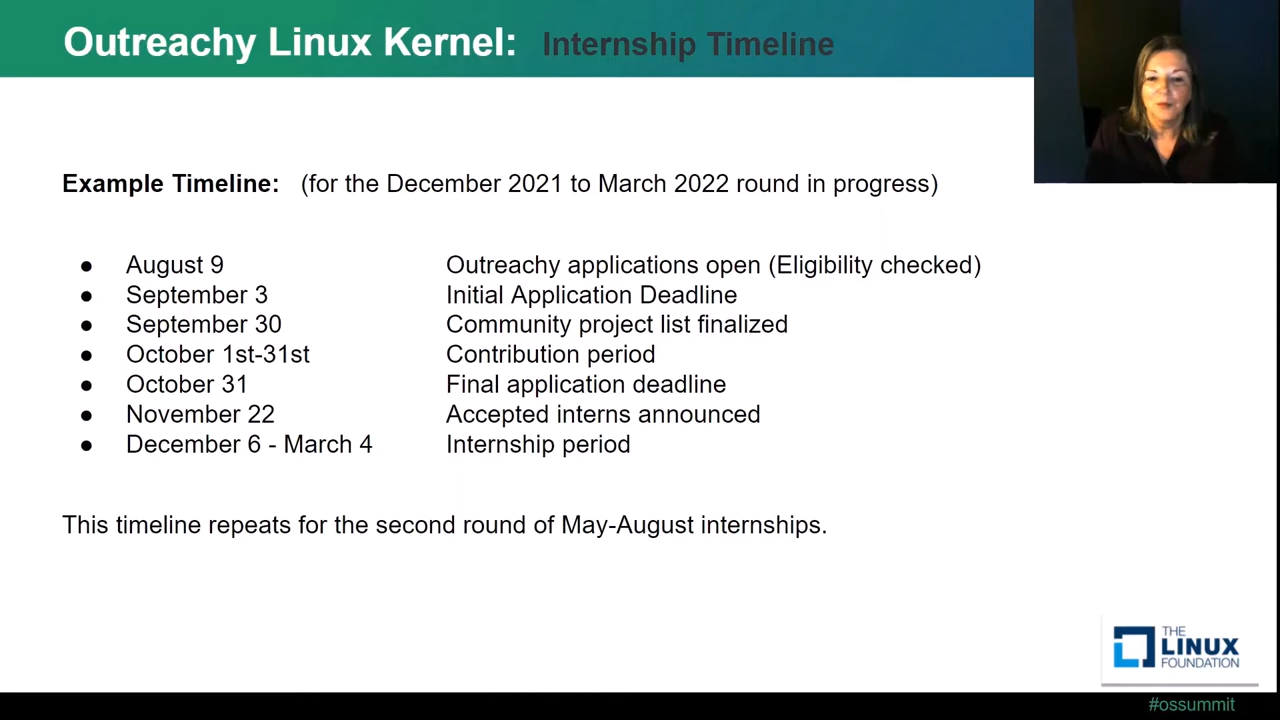 Outreachy Linux Kernel: Internship Timeline
Example Timeline: (for the December 2021 to March 2022 round in progress)
● August 9 Outreachy applications open (Eligibility checked)
● September 3 Initial Application Deadline
● September 30 Community project list finalized
● October 1st-31st Contribution period
● October 31 Final application deadline
● November 22 Accepted interns announced
● December 6 - March 4 Internship period
This timeline repeats for the second round of May-August internships.
THE
LINUX
FOUNDATION
#ossummit